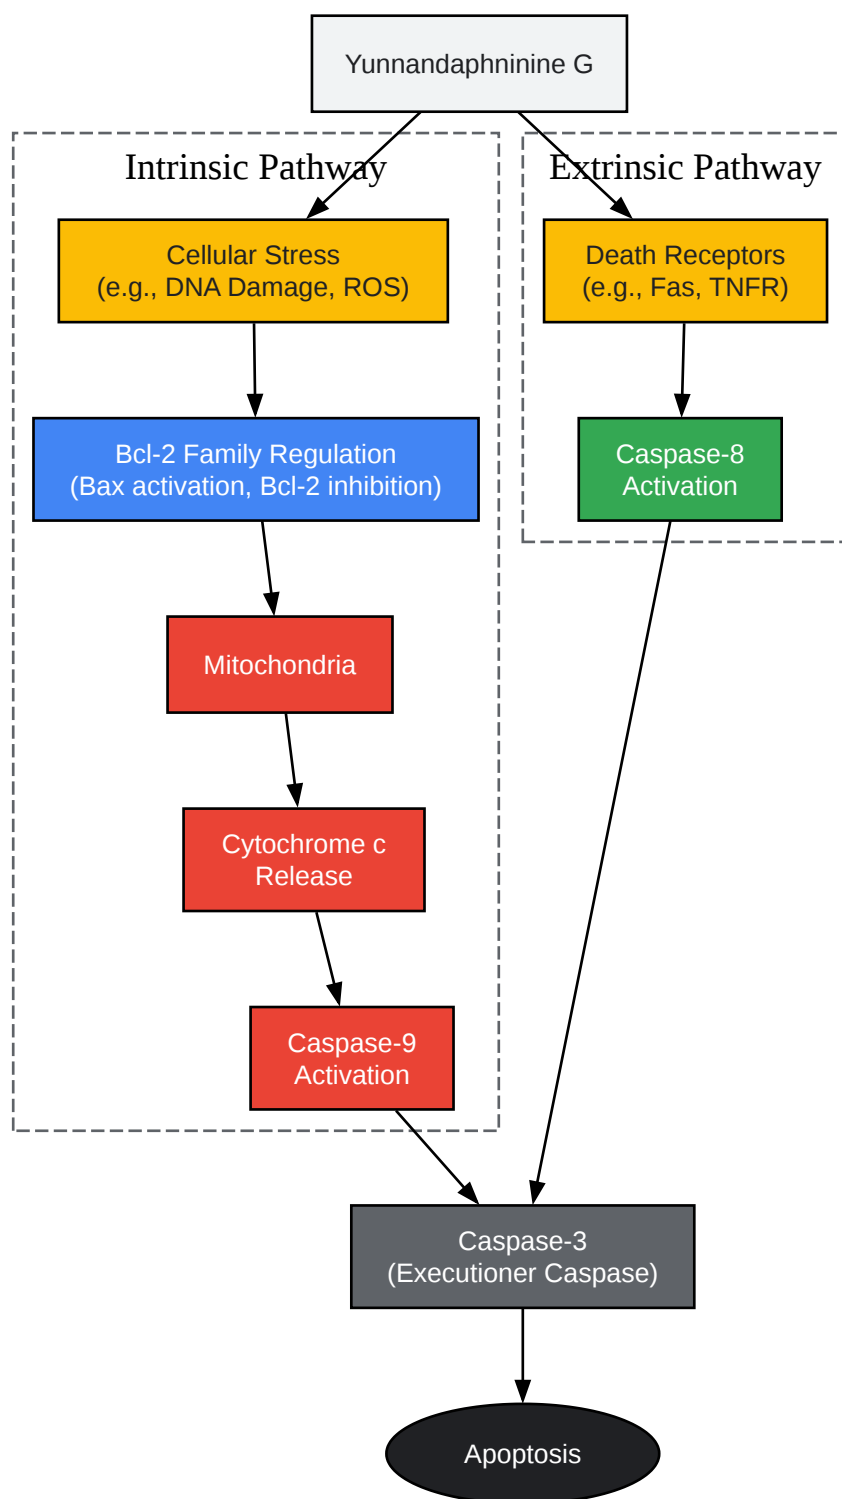 Yunnandaphninine G
Intrinsic Pathway
Extrinsic Pathway
Cellular Stress
(e.g., DNA Damage, ROS)
Death Receptors
(e.g., Fas, TNFR)
Bcl-2 Family Regulation
(Bax activation, Bcl-2 inhibition)
Caspase-8
Activation
Mitochondria
Cytochrome c
Release
Caspase-9
Activation
Caspase-3
(Executioner Caspase)
Apoptosis